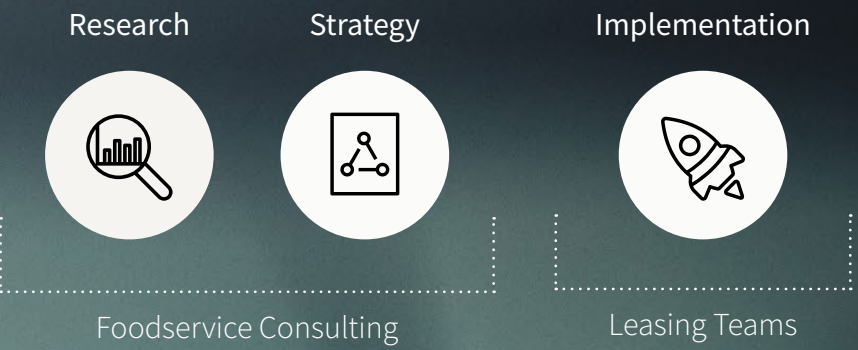 Research
Strategy
Implementation
Foodservice Consulting
Leasing Teams